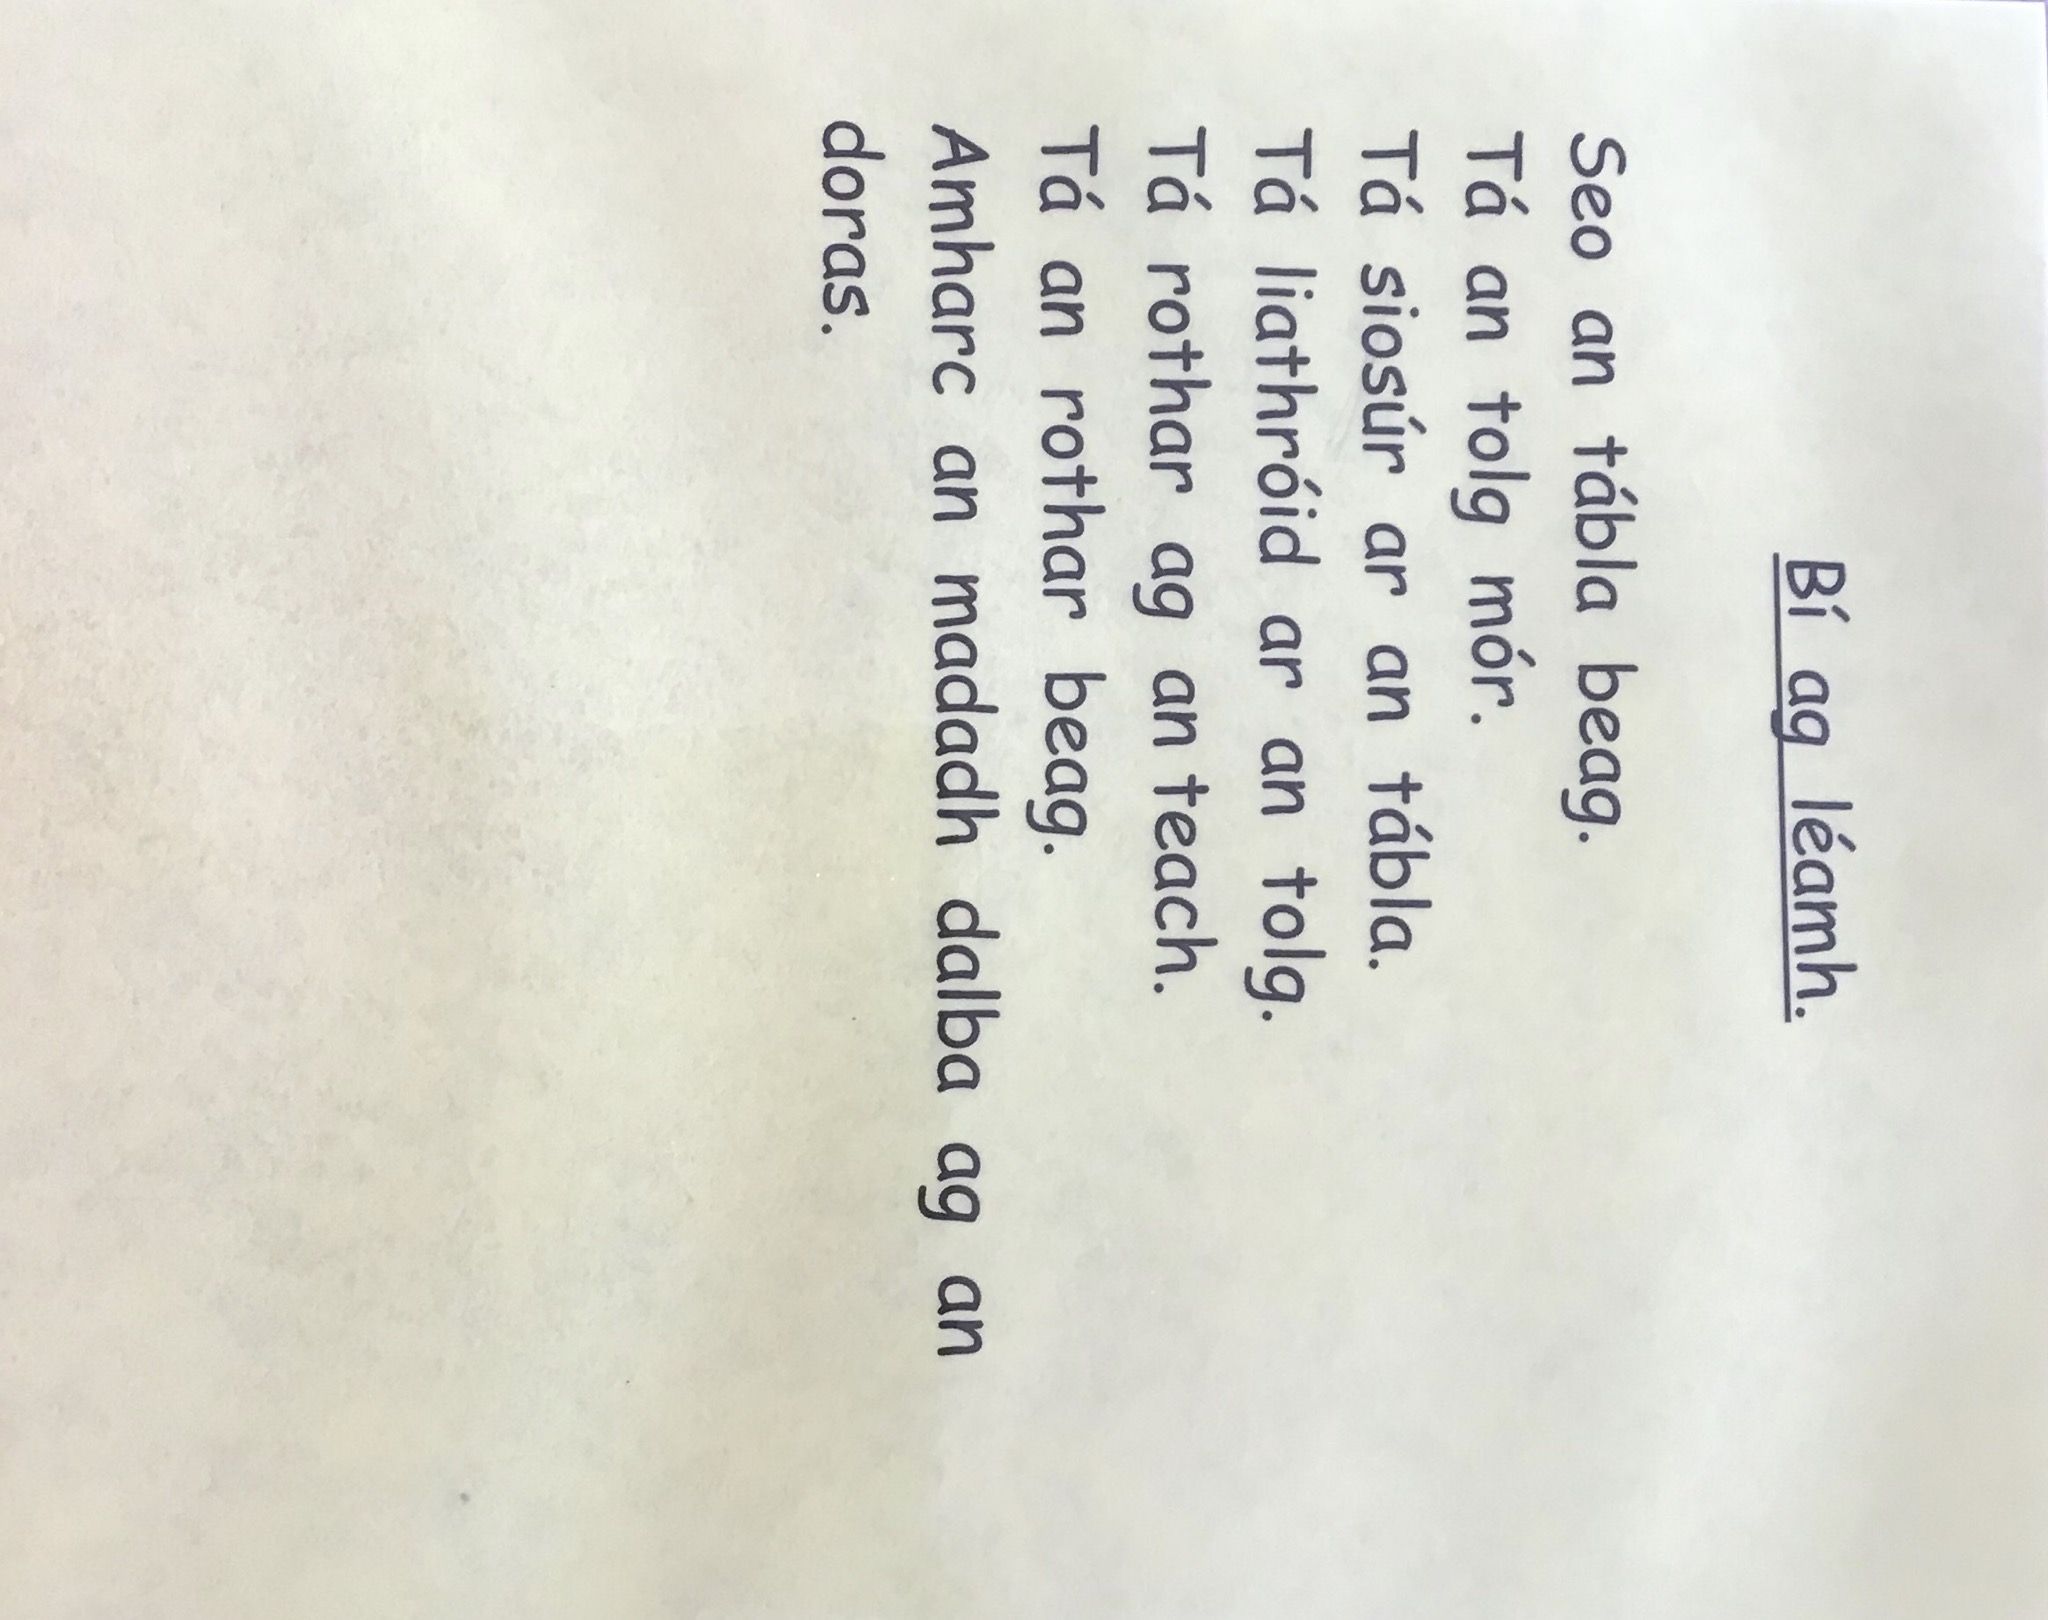 Bí ag léamh.
Seo an tábla beag.
Tá an tolg mór.
Tá siosúr ar an tábla.
Tá liathróid ar an tolg.
Tá rothar ag an teach.
Tá an rothar beag.
Amharc an madadh dalba ag an
doras.